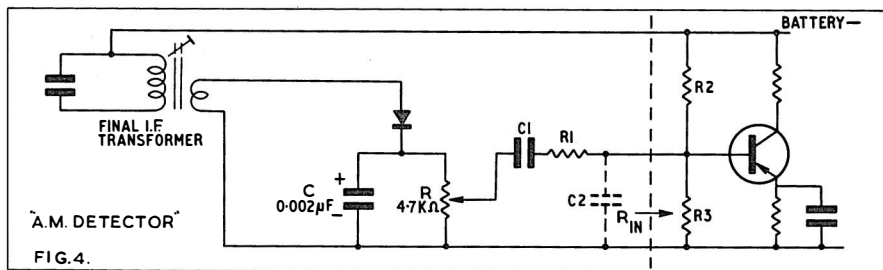 BATTERY—
R2
FINAL I.F.
TRANSFORMER
C1
R1
C
+
0.002µF
–
R
4.7KΩ
C2
R IN
R3
"A.M. DETECTOR"
FIG.4.